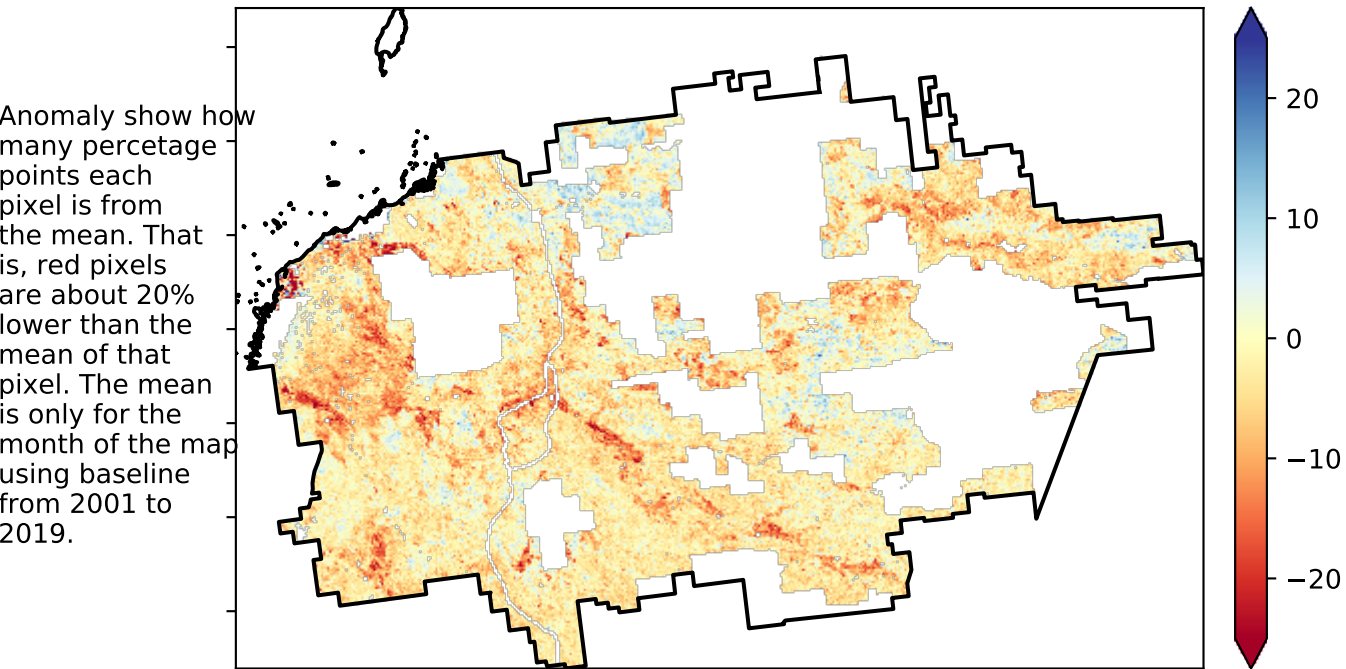 Anomaly show how
many percetage
points each
pixel is from
the mean. That
is, red pixels
are about 20%
lower than the
mean of that
pixel. The mean
is only for the
month of the map
using baseline
from 2001 to
2019.
20
10
0
−10
−20